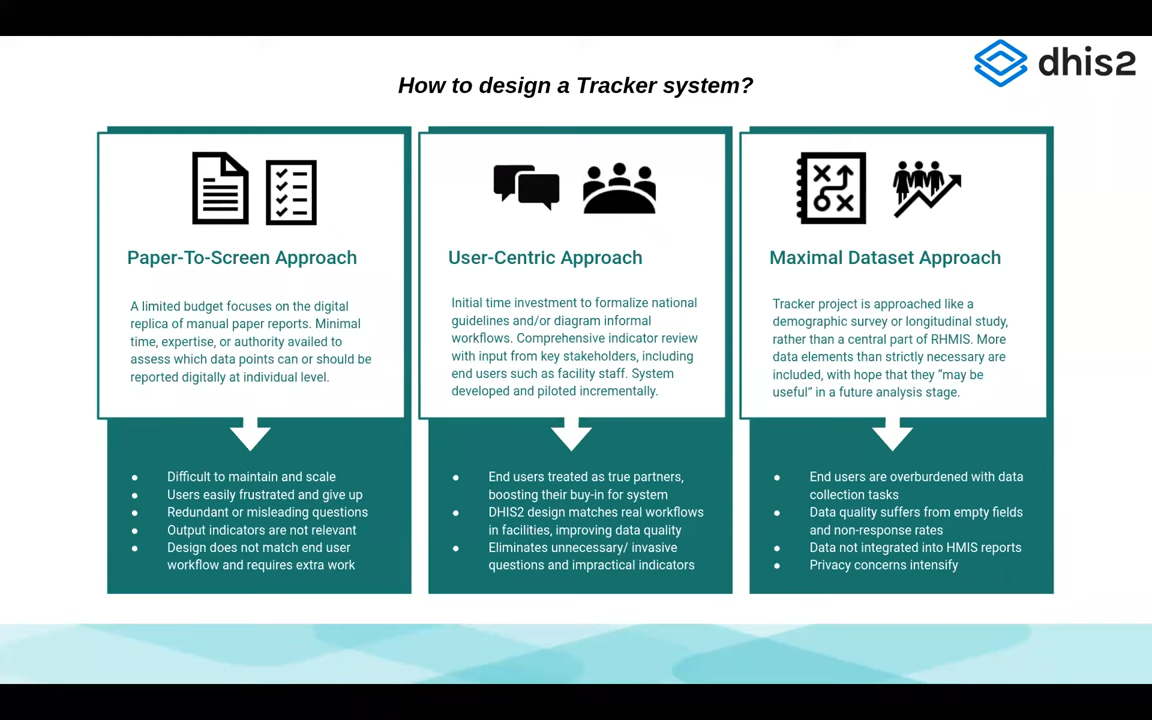 dhis2
How to design a Tracker system?
Paper-To-Screen Approach
A limited budget focuses on the digital
replica of manual paper reports. Minimal
time, expertise, or authority availed to
assess which data points can or should be
reported digitally at individual level.
● Difficult to maintain and scale
● Users easily frustrated and give up
● Redundant or misleading questions
● Output indicators are not relevant
● Design does not match end user
workflow and requires extra work
User-Centric Approach
Initial time investment to formalize national
guidelines and/or diagram informal
workflows. Comprehensive indicator review
with input from key stakeholders, including
end users such as facility staff. System
developed and piloted incrementally.
● End users treated as true partners,
boosting their buy-in for system
● DHIS2 design matches real workflows
in facilities, improving data quality
● Eliminates unnecessary/ invasive
questions and impractical indicators
Maximal Dataset Approach
Tracker project is approached like a
demographic survey or longitudinal study,
rather than a central part of RHMIS. More
data elements than strictly necessary are
included, with hope that they “may be
useful” in a future analysis stage.
● End users are overburdened with data
collection tasks
● Data quality suffers from empty fields
and non-response rates
● Data not integrated into HMIS reports
● Privacy concerns intensify